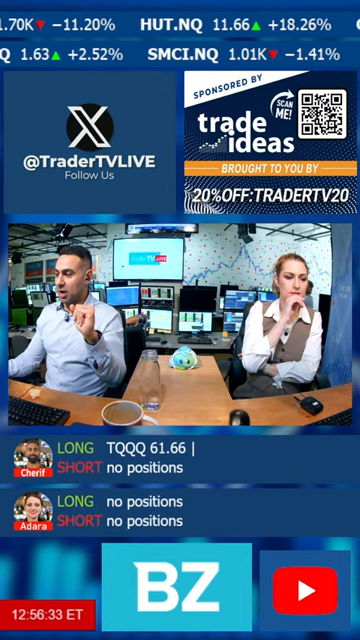 1.70K▼ −11.20% HUT.NQ 11.66▲ +18.26%
Q 1.63▲ +2.52% SMCI.NQ 1.01K▼ −1.41%
X
@TraderTVLIVE
Follow Us
SPONSORED BY
SCAN ME!
trade ideas
BROUGHT TO YOU BY
20%OFF:TRADERTV20
TraderTV.LIVE
LONG TQQQ 61.66 |
SHORT no positions
Cherif
LONG no positions
SHORT no positions
Adara
12:56:33 ET
BZ